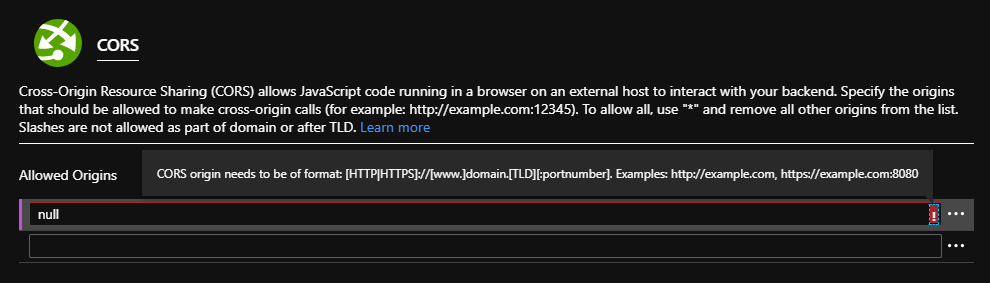 CORS
Cross-Origin Resource Sharing (CORS) allows JavaScript code running in a browser on an external host to interact with your backend. Specify the origins
that should be allowed to make cross-origin calls (for example: http://example.com:12345). To allow all, use "*" and remove all other origins from the list.
Slashes are not allowed as part of domain or after TLD. Learn more
Allowed Origins
CORS origin needs to be of format: [HTTP|HTTPS]://[www.]domain.[TLD][:portnumber]. Examples: http://example.com, https://example.com:8080
null